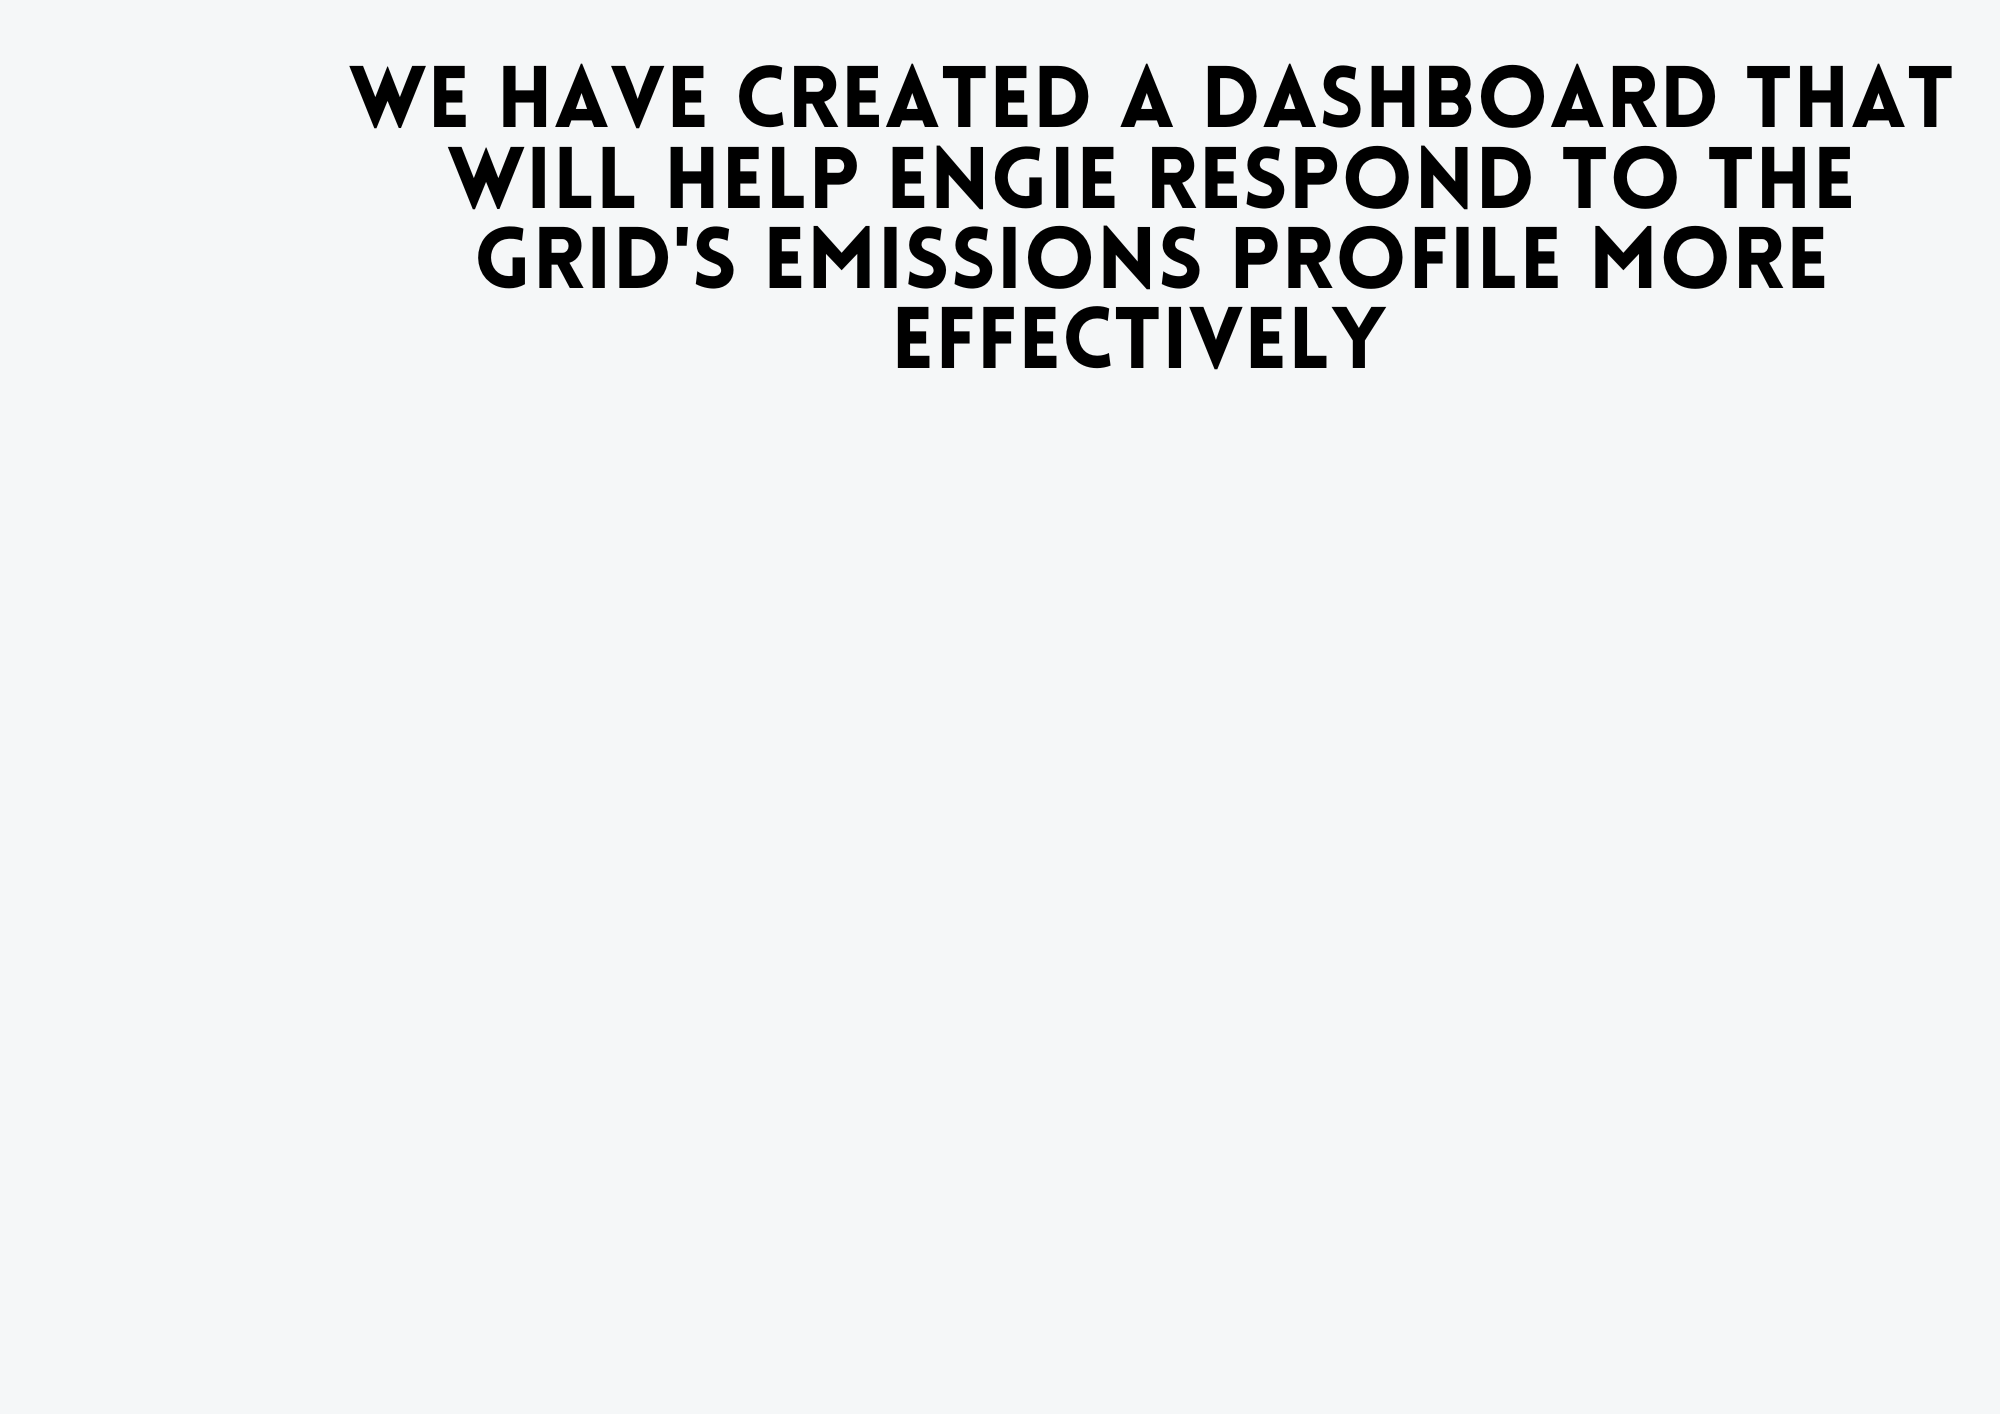 WE HAVE CREATED A DASHBOARD THAT
WILL HELP ENGIE RESPOND TO THE
GRID'S EMISSIONS PROFILE MORE
EFFECTIVELY